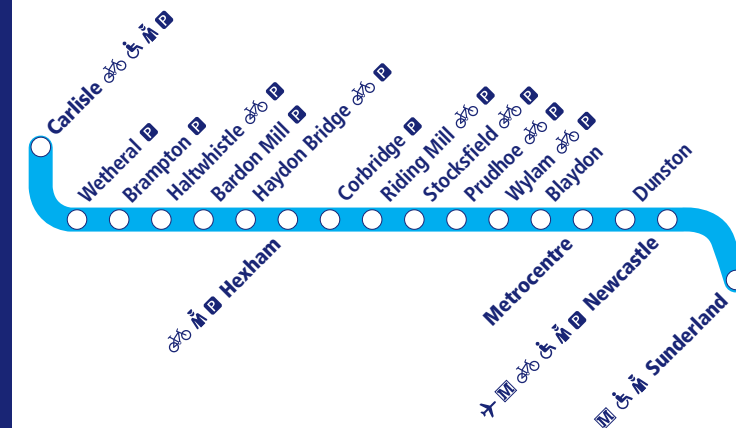 Carlisle P
Wetheral P
Brampton P
Haltwhistle P
Bardon Mill P
Haydon Bridge P
P Hexham
Corbridge P
Riding Mill P
Stocksfield P
Prudhoe P
Wylam P
Blaydon
Metrocentre
Dunston
M P Newcastle
M Sunderland